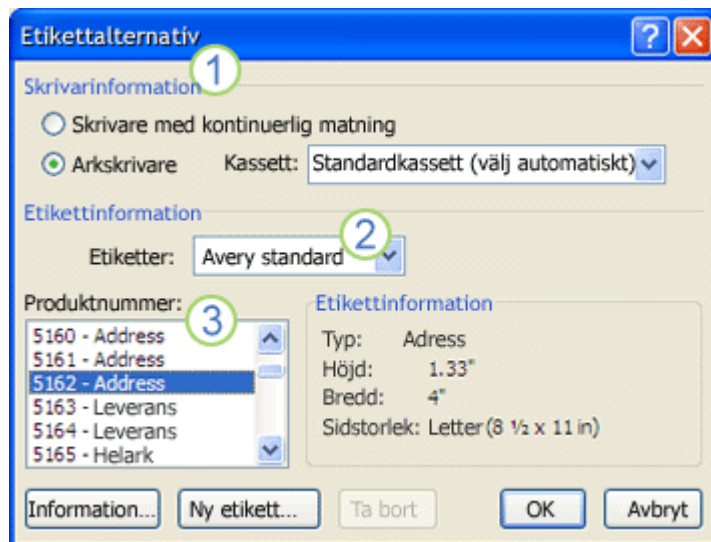 Etikettalternativ
1
Skrivarinformation
Skrivare med kontinuerlig matning
Arkskrivare Kassett: Standardkassett (välj automatiskt)
Etikettinformation
2
Etiketter: Avery standard
Produktnummer: 3 Etikettinformation
5160 - Address
5161 - Address
5162 - Address
5163 - Leverans
5164 - Leverans
5165 - Helark
Typ: Adress
Höjd: 1.33"
Bredd: 4"
Sidstorlek: Letter (8 ½ x 11 in)
Information... Ny etikett... Ta bort OK Avbryt